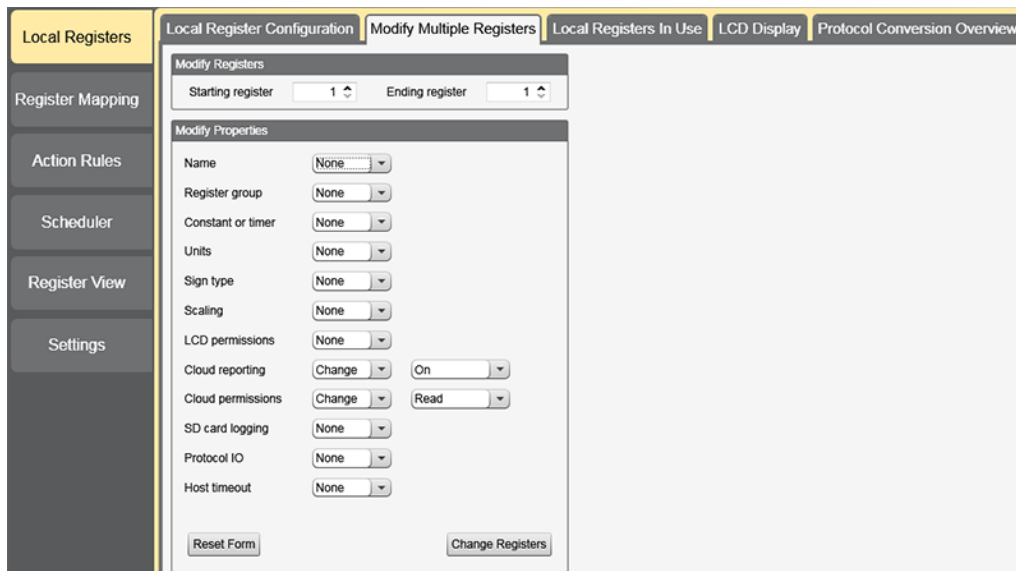 Local Registers
Register Mapping
Action Rules
Scheduler
Register View
Settings
Local Register Configuration Modify Multiple Registers Local Registers In Use LCD Display Protocol Conversion Overview
Modify Registers
Starting register 1 Ending register 1
Modify Properties
Name None
Register group None
Constant or timer None
Units None
Sign type None
Scaling None
LCD permissions None
Cloud reporting Change On
Cloud permissions Change Read
SD card logging None
Protocol IO None
Host timeout None
Reset Form Change Registers